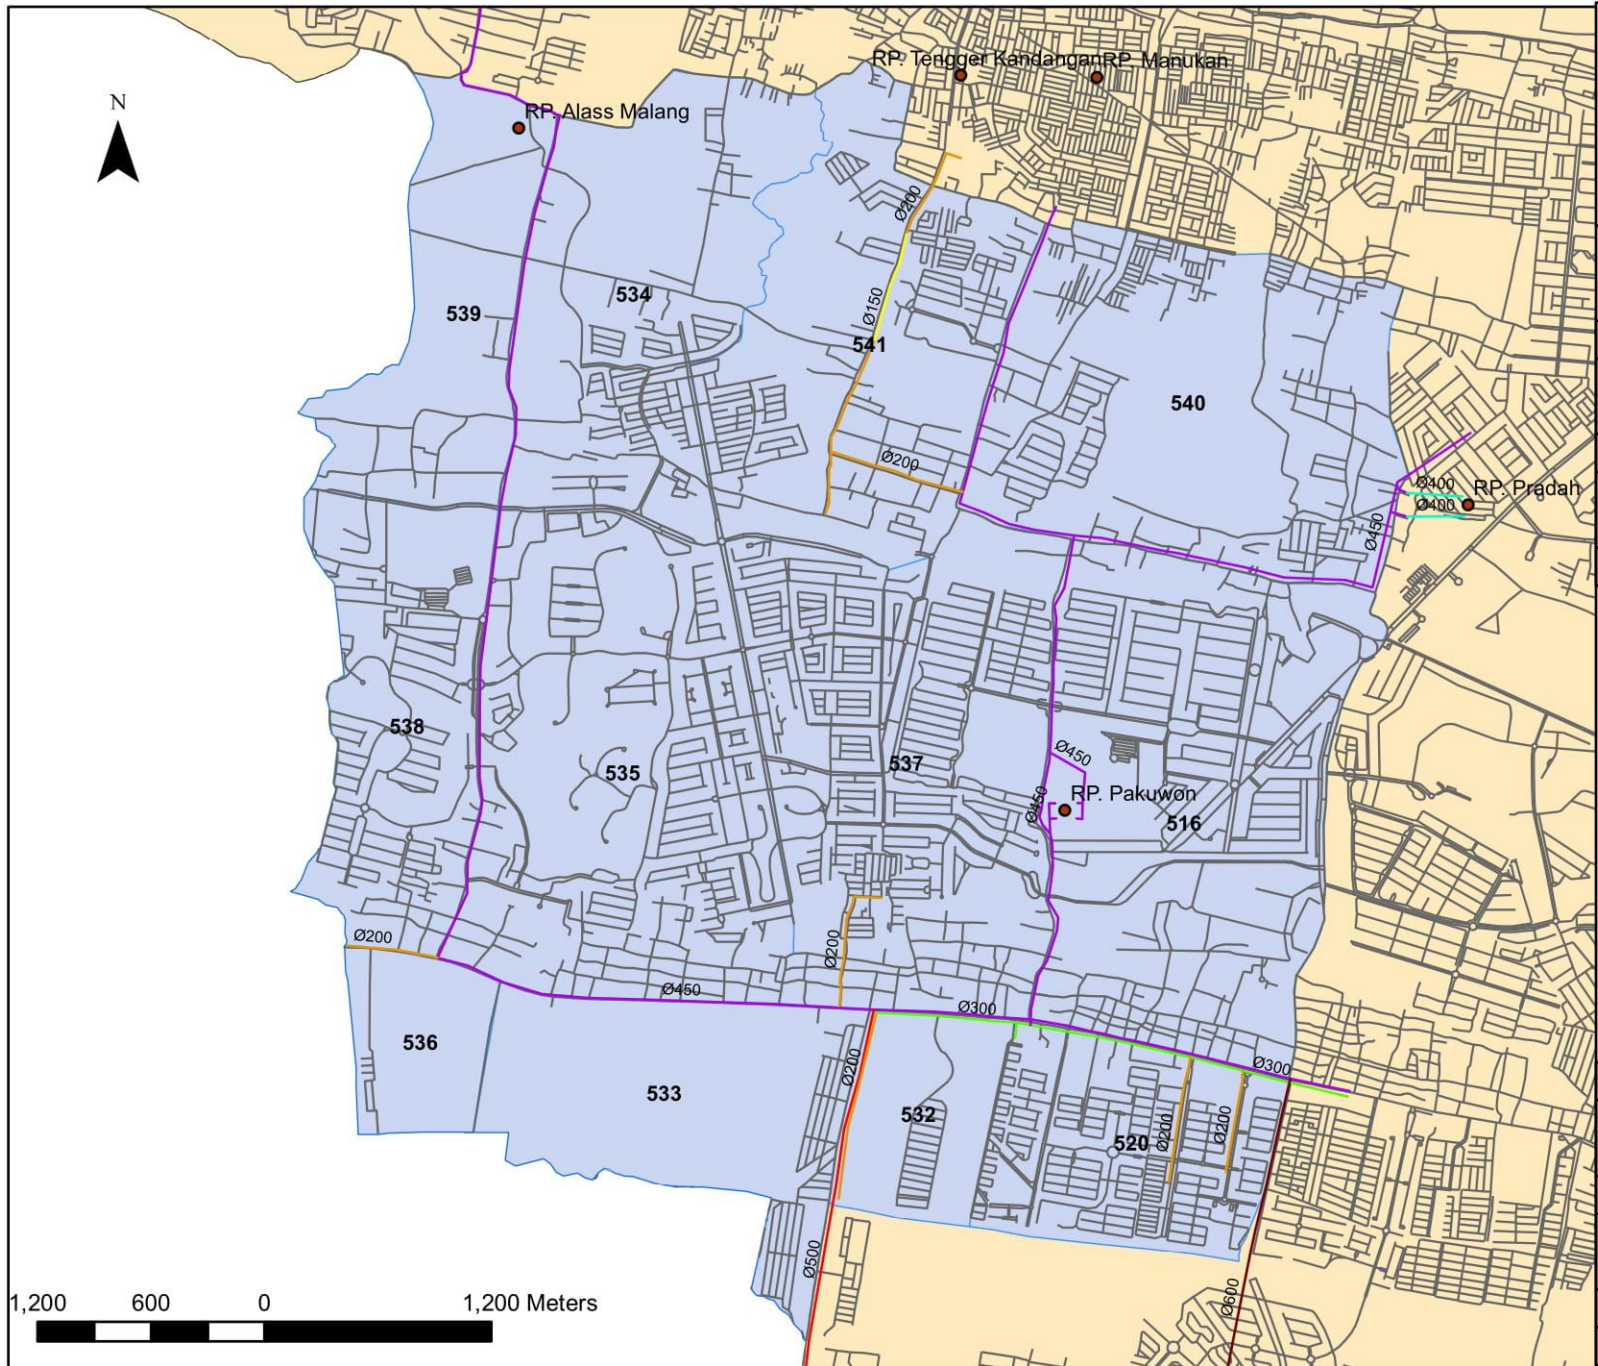 RP. Tengger Kandangan
RP. Manukan
N
RP. Alass Malang
Ø200
534
539
Ø150
541
540
Ø200
Ø400
RP. Pradah
Ø400
Ø450
538
535
537
Ø450
RP. Pakuwon
Ø450
516
Ø200
Ø200
Ø450
Ø300
536
Ø200
Ø300
533
532
520
Ø200
Ø200
Ø500
Ø600
1,200 600 0 1,200 Meters